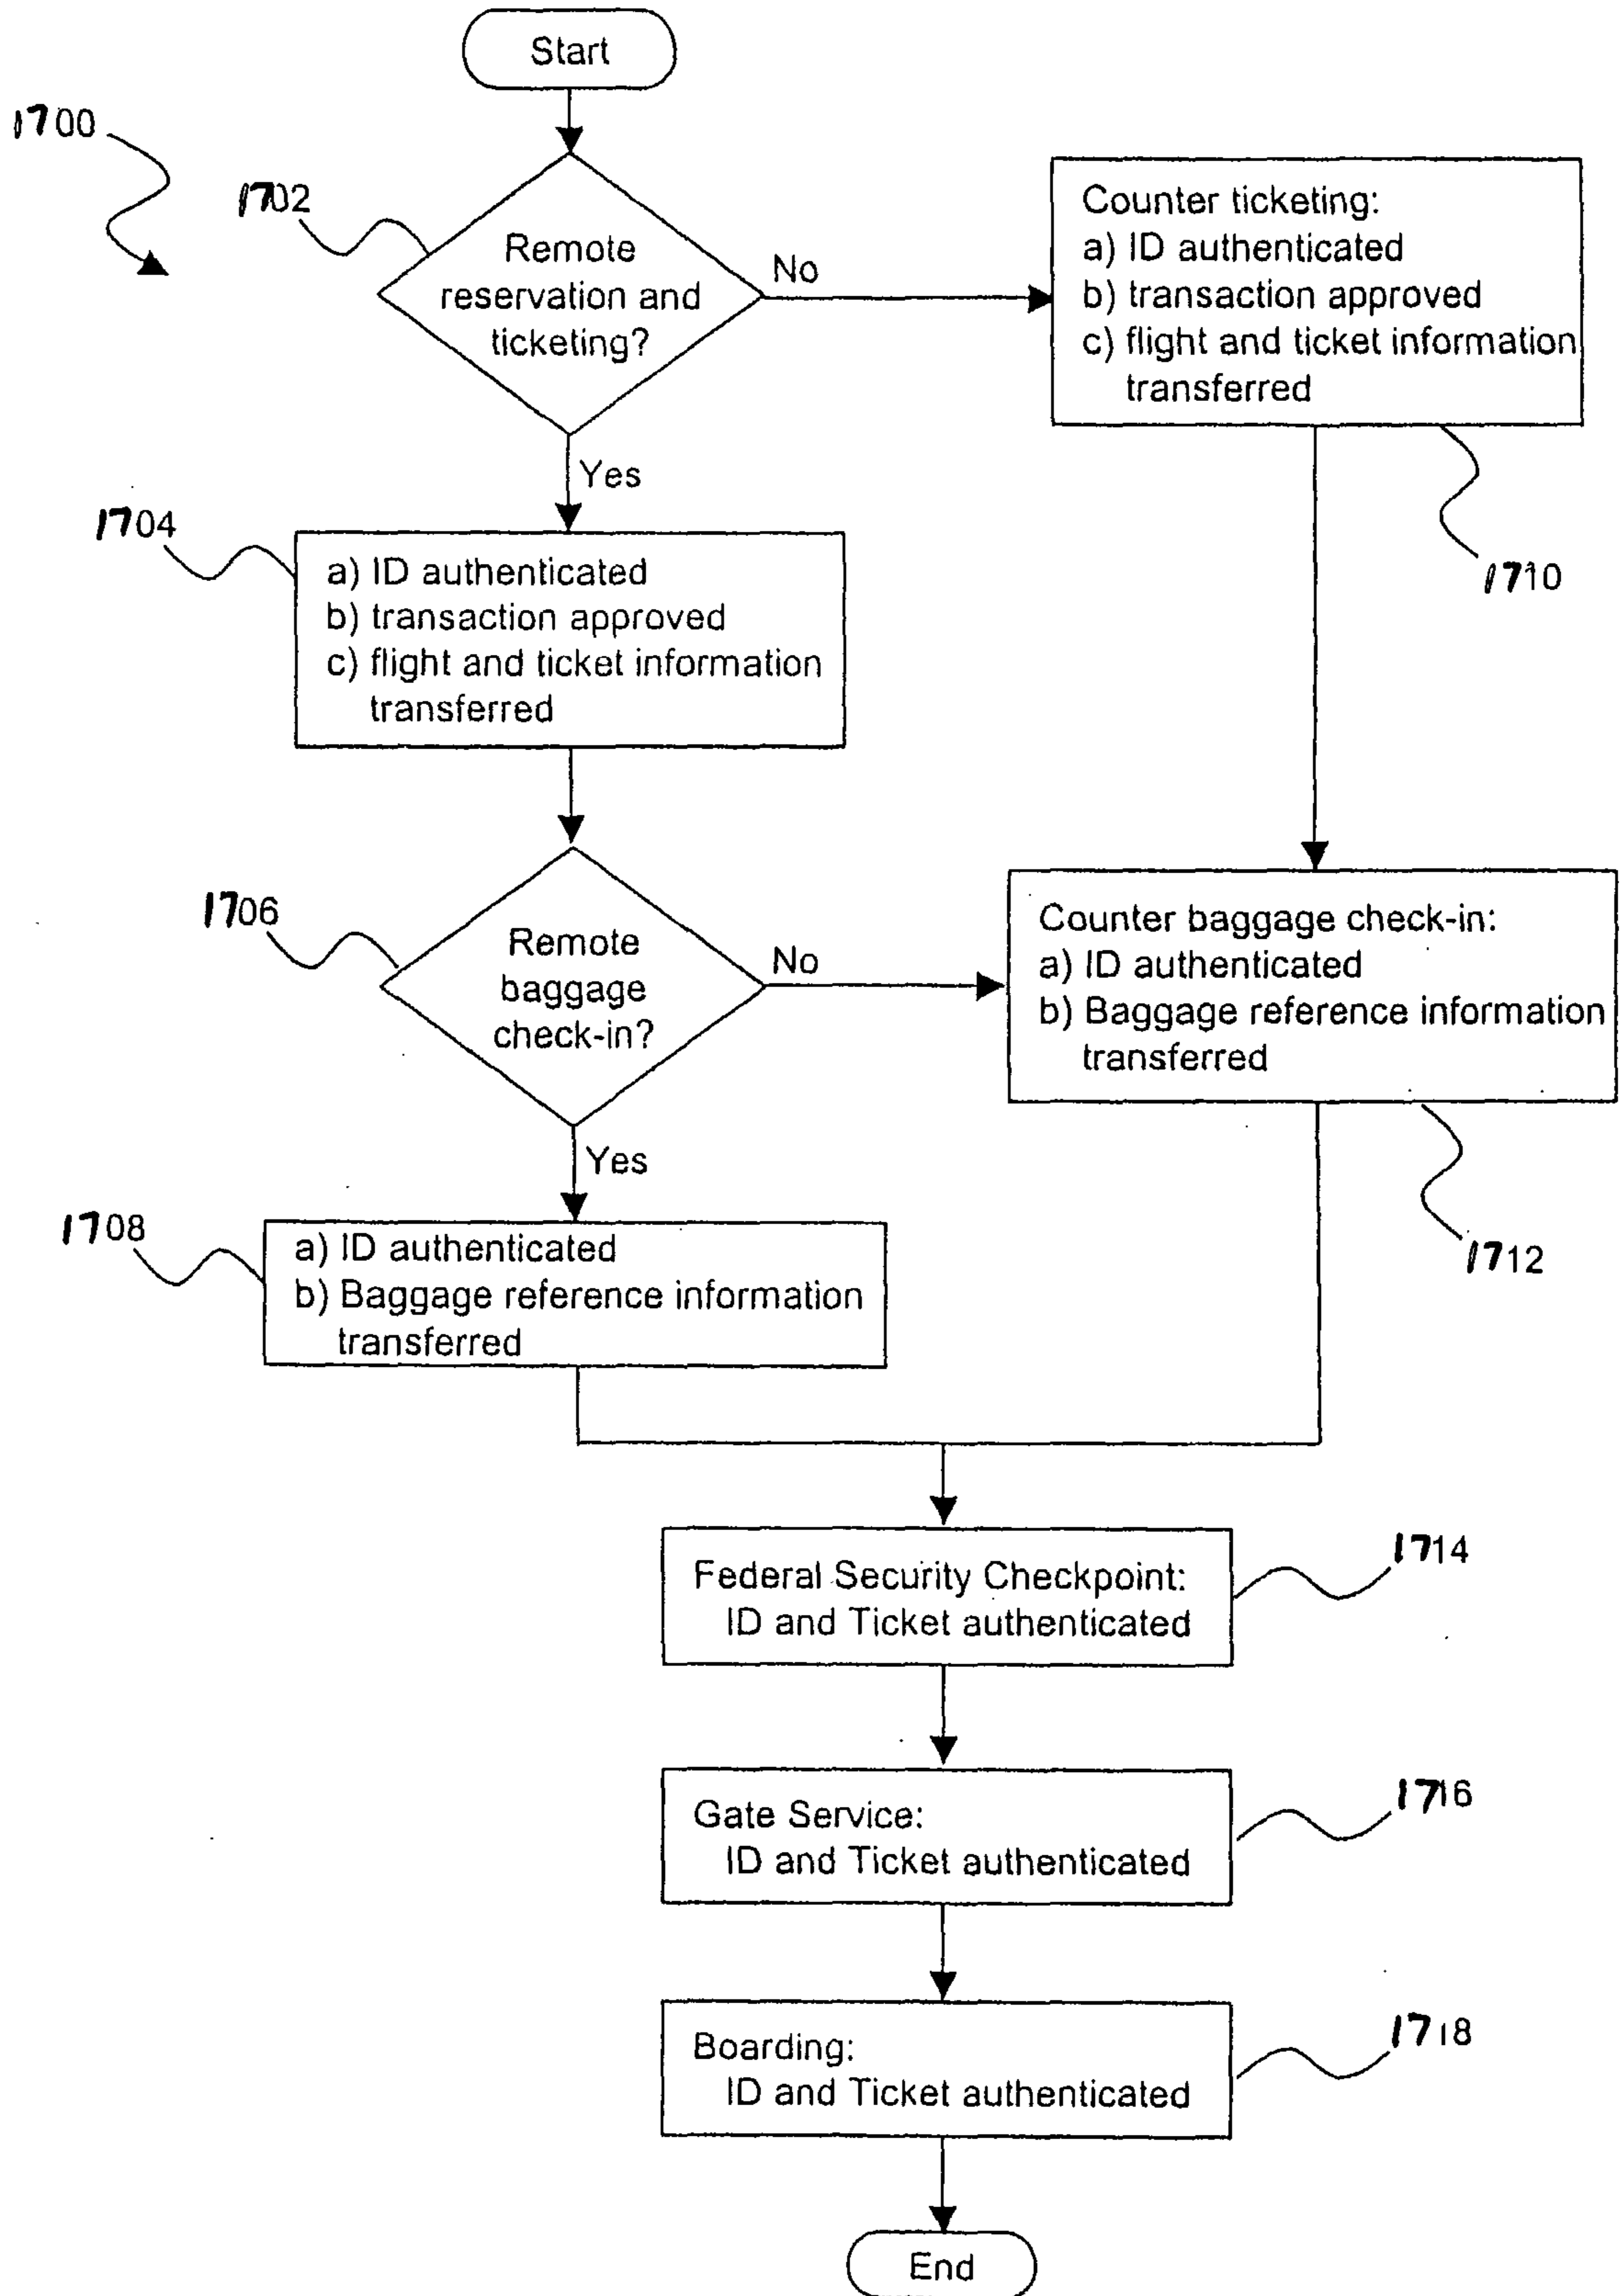 Start
1700
1702
Remote
reservation and
ticketing?
No
Counter ticketing:
a) ID authenticated
b) transaction approved
c) flight and ticket information
transferred
1710
Yes
1704
a) ID authenticated
b) transaction approved
c) flight and ticket information
transferred
1706
Remote
baggage
check-in?
No
Counter baggage check-in:
a) ID authenticated
b) Baggage reference information
transferred
1712
Yes
1708
a) ID authenticated
b) Baggage reference information
transferred
Federal Security Checkpoint:
ID and Ticket authenticated
1714
Gate Service:
ID and Ticket authenticated
1716
Boarding:
ID and Ticket authenticated
1718
End